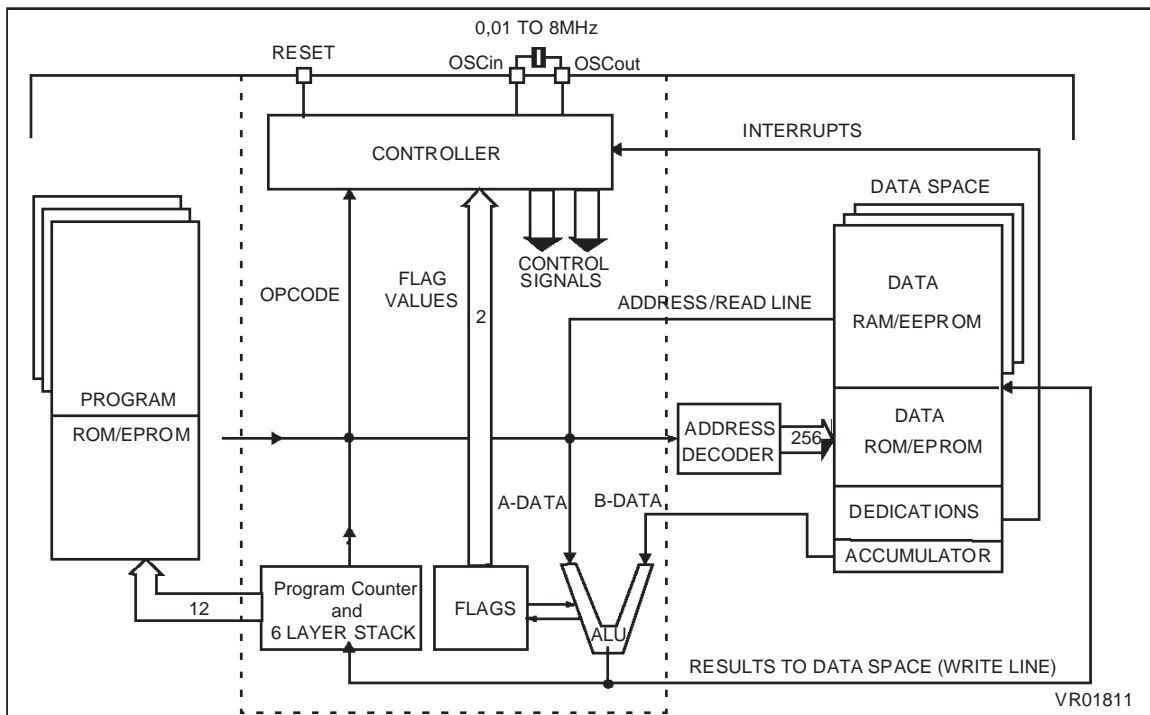 0,01 TO 8MHz
RESET
OSCin
OSCout
INTERRUPTS
CONTROLLER
DATA SPACE
OPCODE
FLAG
VALUES
2
CONTROL
SIGNALS
ADDRESS/READ LINE
DATA
RAM/EEPROM
PROGRAM
ROM/EPROM
ADDRESS
DECODER
256
DATA
ROM/EPROM
A-DATA
B-DATA
DEDICATIONS
ACCUMULATOR
12
Program Counter
and
6 LAYER STACK
FLAGS
ALU
RESULTS TO DATA SPACE (WRITE LINE)
VR01811